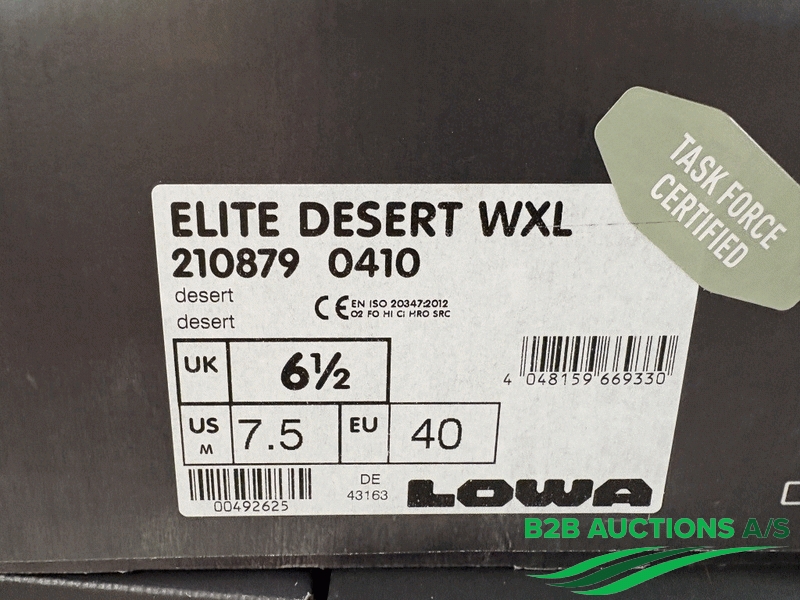 TASK FORCE
CERTIFIED
ELITE DESERT WXL
210879 0410
desert
desert
CE EN ISO 20347:2012
O2 FO HI CI HRO SRC
UK 6½
4 048159 669330
US M 7.5 EU 40
00492625
DE
43163
LOWA
B2B AUCTIONS A/S